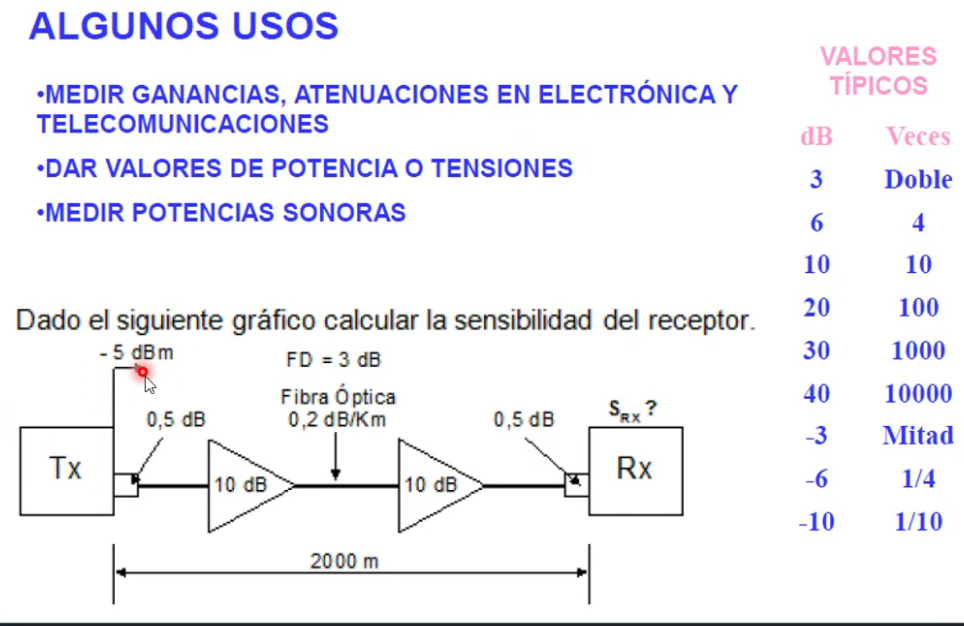 ALGUNOS USOS
•MEDIR GANANCIAS, ATENUACIONES EN ELECTRÓNICA Y
TELECOMUNICACIONES
•DAR VALORES DE POTENCIA O TENSIONES
•MEDIR POTENCIAS SONORAS
VALORES
TÍPICOS
dB Veces
3 Doble
6 4
10 10
20 100
30 1000
40 10000
-3 Mitad
-6 1/4
-10 1/10
Dado el siguiente gráfico calcular la sensibilidad del receptor.
- 5 dBm
FD = 3 dB
Fibra Óptica
0,5 dB 0,2 dB/Km 0,5 dB
SRX ?
Tx 10 dB 10 dB Rx
2000 m